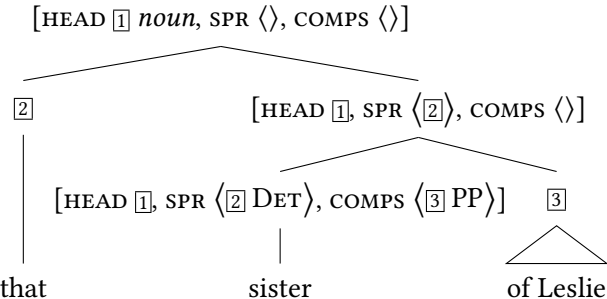 [HEAD 1 noun, SPR ⟨⟩, COMPS ⟨⟩]
2 [HEAD 1, SPR ⟨2⟩, COMPS ⟨⟩]
[HEAD 1, SPR ⟨2 DET⟩, COMPS ⟨3 PP⟩] 3
that sister of Leslie